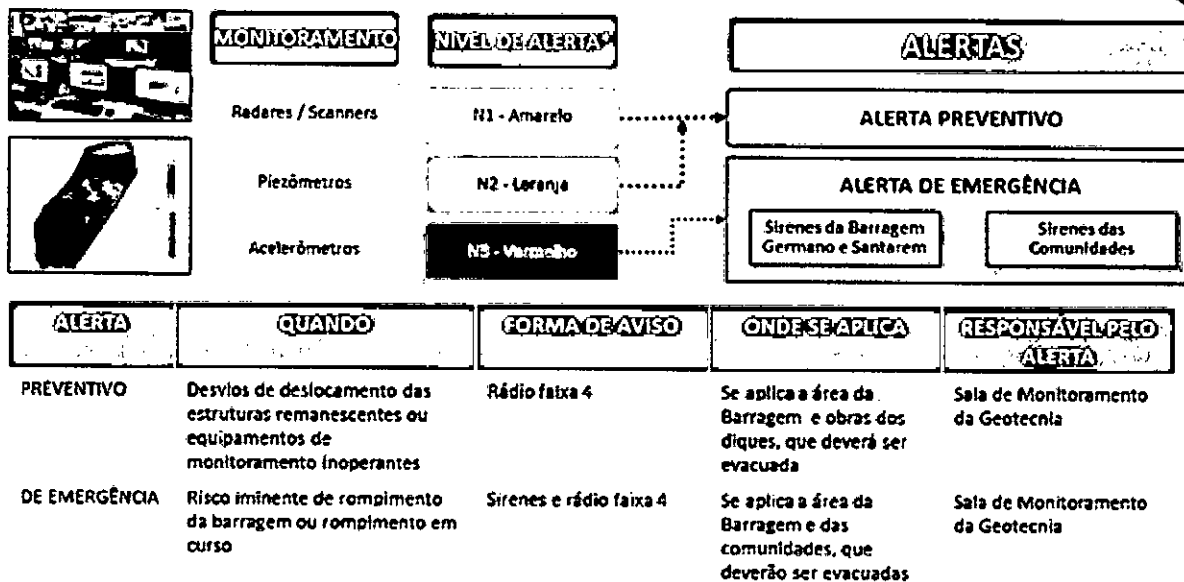 MONITORAMENTO
NÍVEL DE ALERTA*
ALERTAS
Radares / Scanners
N1 - Amarelo
ALERTA PREVENTIVO
Piezômetros
N2 - Laranja
ALERTA DE EMERGÊNCIA
Sirenes da Barragem
Germano e Santarem
Sirenes das
Comunidades
Acelerômetros
N3 - Vermelho
ALERTA
QUANDO
FORMA DE AVISO
ONDE SE APLICA
RESPONSÁVEL PELO
ALERTA
PREVENTIVO
Desvios de deslocamento das
estruturas remanescentes ou
equipamentos de
monitoramento inoperantes
Rádio faixa 4
Se aplica a área da
Barragem e obras dos
diques, que deverá ser
evacuada
Sala de Monitoramento
da Geotecnia
DE EMERGÊNCIA
Risco iminente de rompimento
da barragem ou rompimento em
curso
Sirenes e rádio faixa 4
Se aplica a área da
Barragem e das
comunidades, que
deverão ser evacuadas
Sala de Monitoramento
da Geotecnia